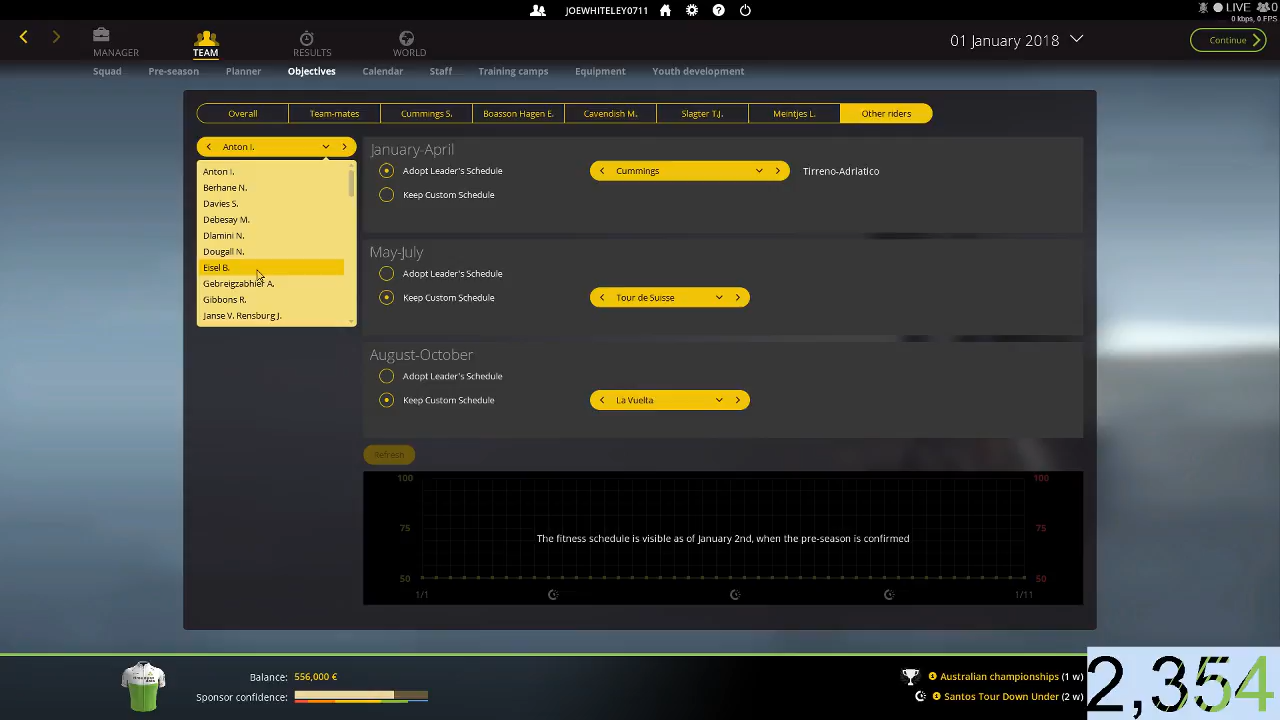 JOEWHITELEY0711
LIVE 0
0 kbps, 0 FPS
MANAGER
TEAM
RESULTS
WORLD
01 January 2018
Continue
Squad
Pre-season
Planner
Objectives
Calendar
Staff
Training camps
Equipment
Youth development
Overall
Team-mates
Cummings S.
Boasson Hagen E.
Cavendish M.
Slagter T.J.
Meintjes L.
Other riders
Anton I.
Anton I.
Berhane N.
Davies S.
Debesay M.
Dlamini N.
Dougall N.
Eisel B.
Gebreigzabhier A.
Gibbons R.
Janse V. Rensburg J.
January-April
Adopt Leader's Schedule
Cummings
Tirreno-Adriatico
Keep Custom Schedule
May-July
Adopt Leader's Schedule
Keep Custom Schedule
Tour de Suisse
August-October
Adopt Leader's Schedule
Keep Custom Schedule
La Vuelta
Refresh
100
100
75
75
The fitness schedule is visible as of January 2nd, when the pre-season is confirmed
50
50
1/1
1/11
Balance: 556,000 €
Sponsor confidence:
Australian championships (1 w)
Santos Tour Down Under (2 w)
2,354